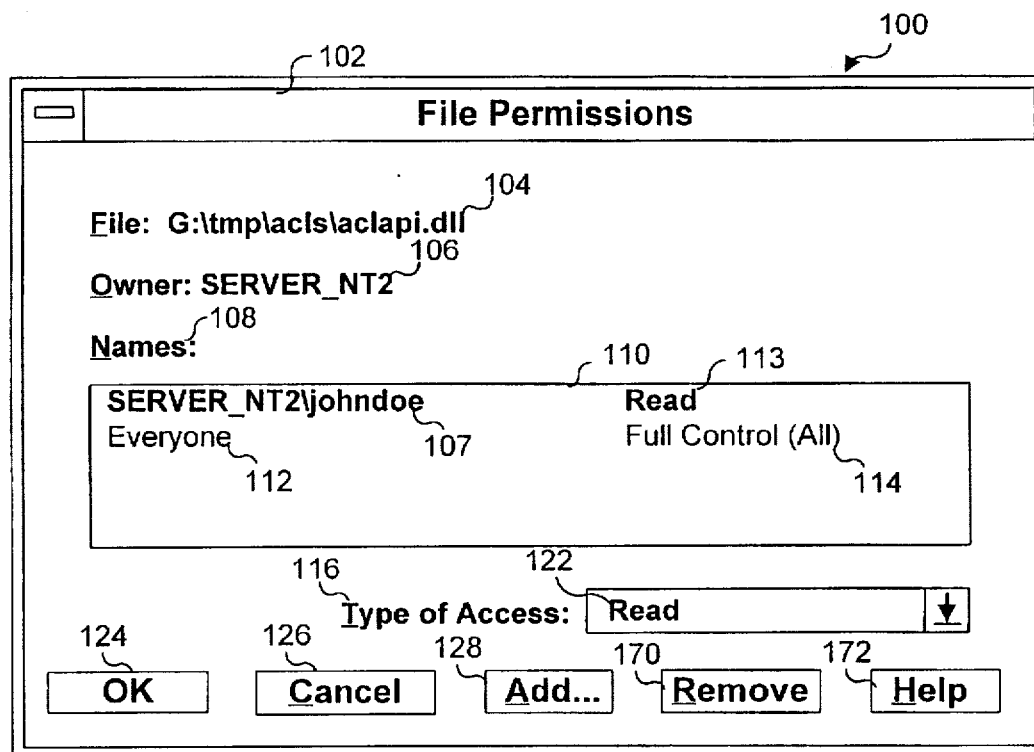 100
102
File Permissions
104
File: G:\tmp\acls\aclapi.dll
106
Owner: SERVER_NT2
108
Names:
110 113
SERVER_NT2\johndoe Read
Everyone Full Control (All)
107
112 114
116 122
Type of Access: Read
124 126 128 170 172
OK Cancel Add... Remove Help